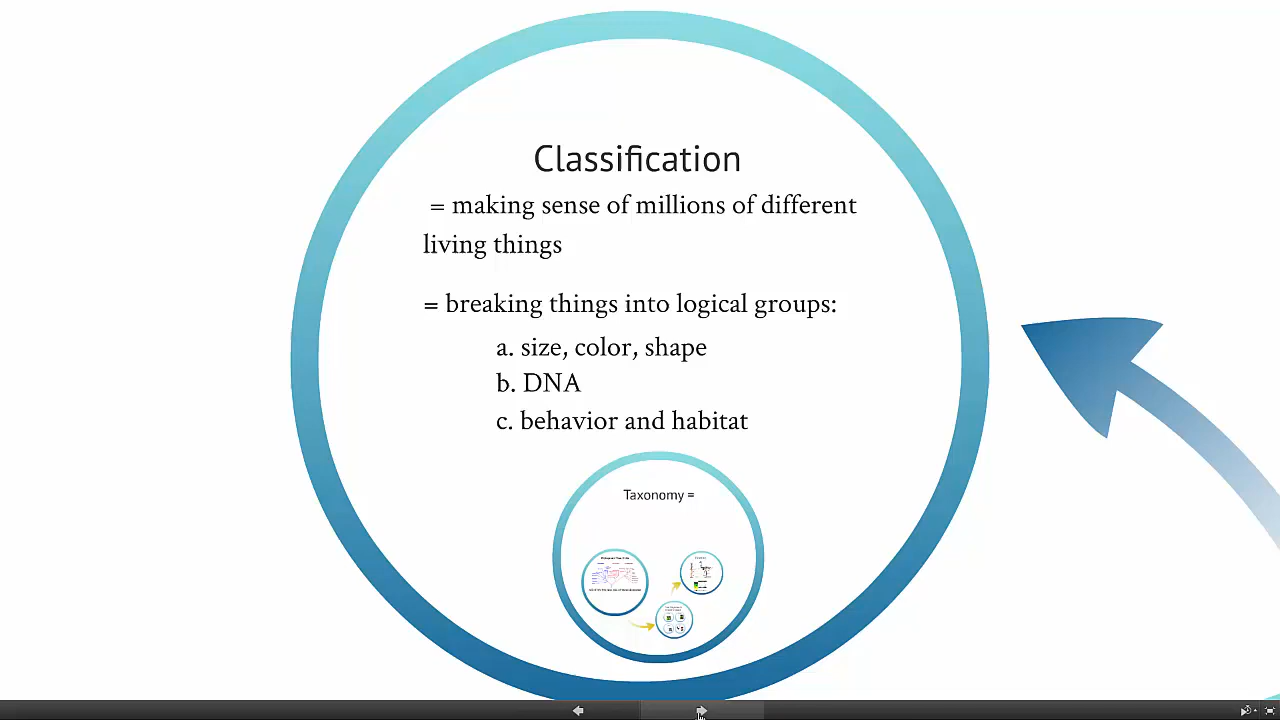 Classification
= making sense of millions of different
living things
= breaking things into logical groups:
a. size, color, shape
b. DNA
c. behavior and habitat
Taxonomy =